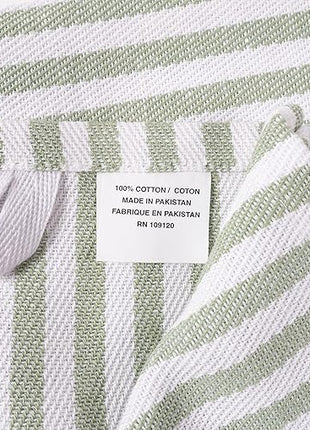 100% COTTON / COTON
MADE IN PAKISTAN
FABRIQUE EN PAKISTAN
RN 109120